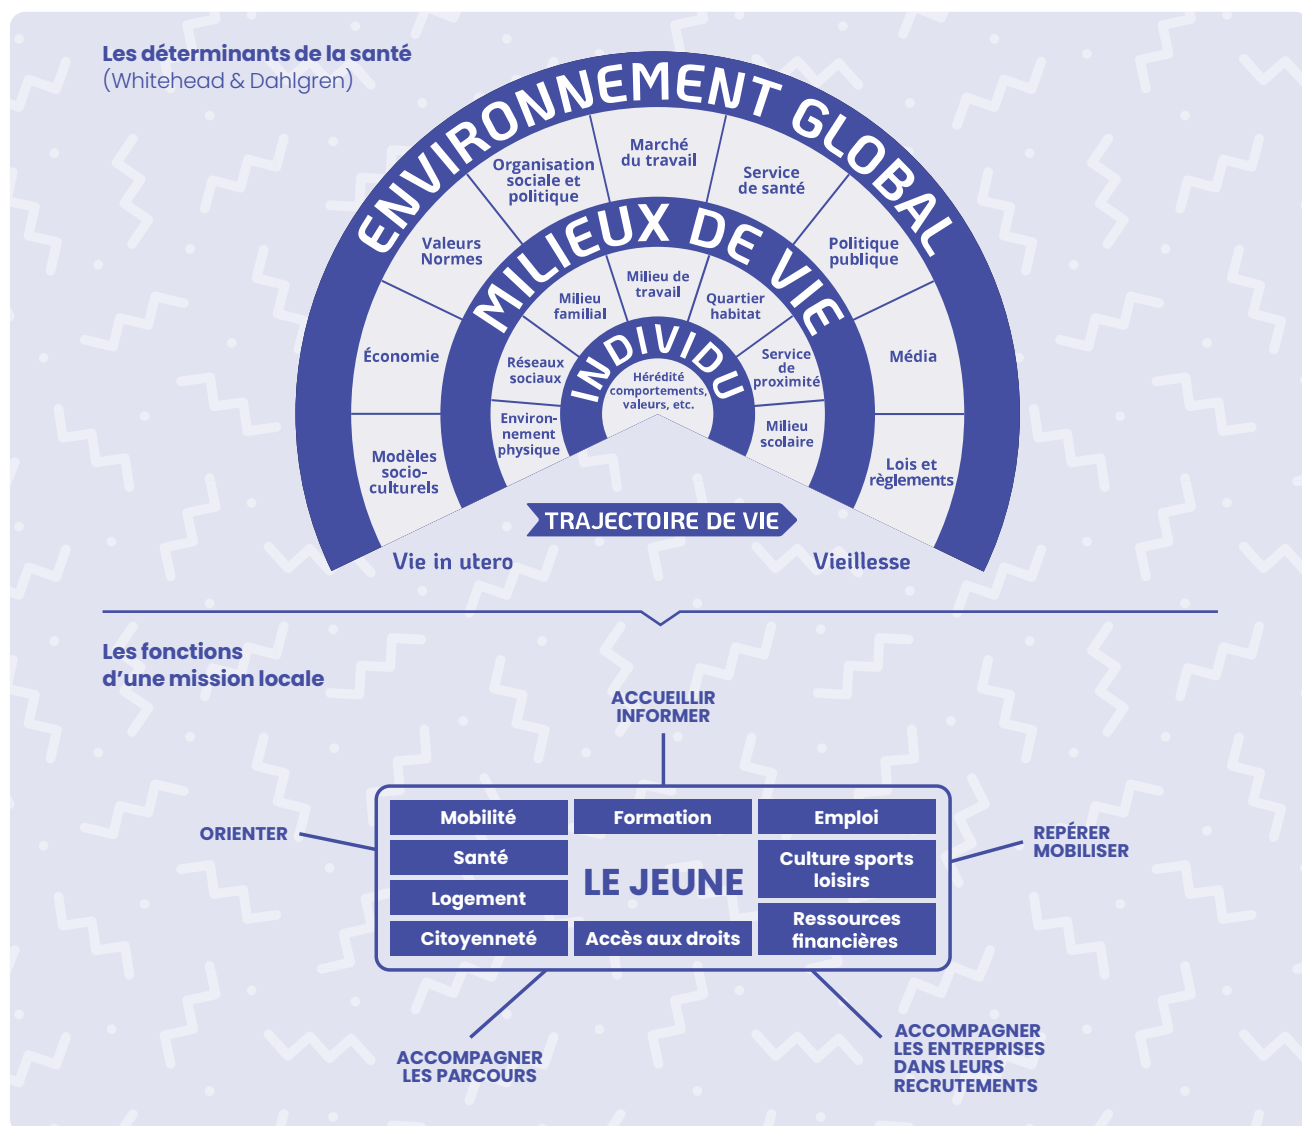 Les déterminants de la santé
(Whitehead & Dahlgren)
ENVIRONNEMENT GLOBAL
Modèles
socio-
culturels
Économie
Valeurs
Normes
Organisation
sociale et
politique
Marché
du travail
Service
de santé
Politique
publique
Média
Lois et
règlements
MILIEUX DE VIE
Environ-
nement
physique
Réseaux
sociaux
Milieu
familial
Milieu de
travail
Quartier
habitat
Service
de
proximité
Milieu
scolaire
INDIVIDU
Hérédité
comportements,
valeurs, etc.
TRAJECTOIRE DE VIE
Vie in utero
Vieillesse
Les fonctions
d’une mission locale
ACCUEILLIR
INFORMER
ORIENTER
REPÉRER
MOBILISER
Mobilité
Formation
Emploi
Santé
LE JEUNE
Culture sports
loisirs
Logement
Ressources
financières
Citoyenneté
Accès aux droits
ACCOMPAGNER
LES PARCOURS
ACCOMPAGNER
LES ENTREPRISES
DANS LEURS
RECRUTEMENTS